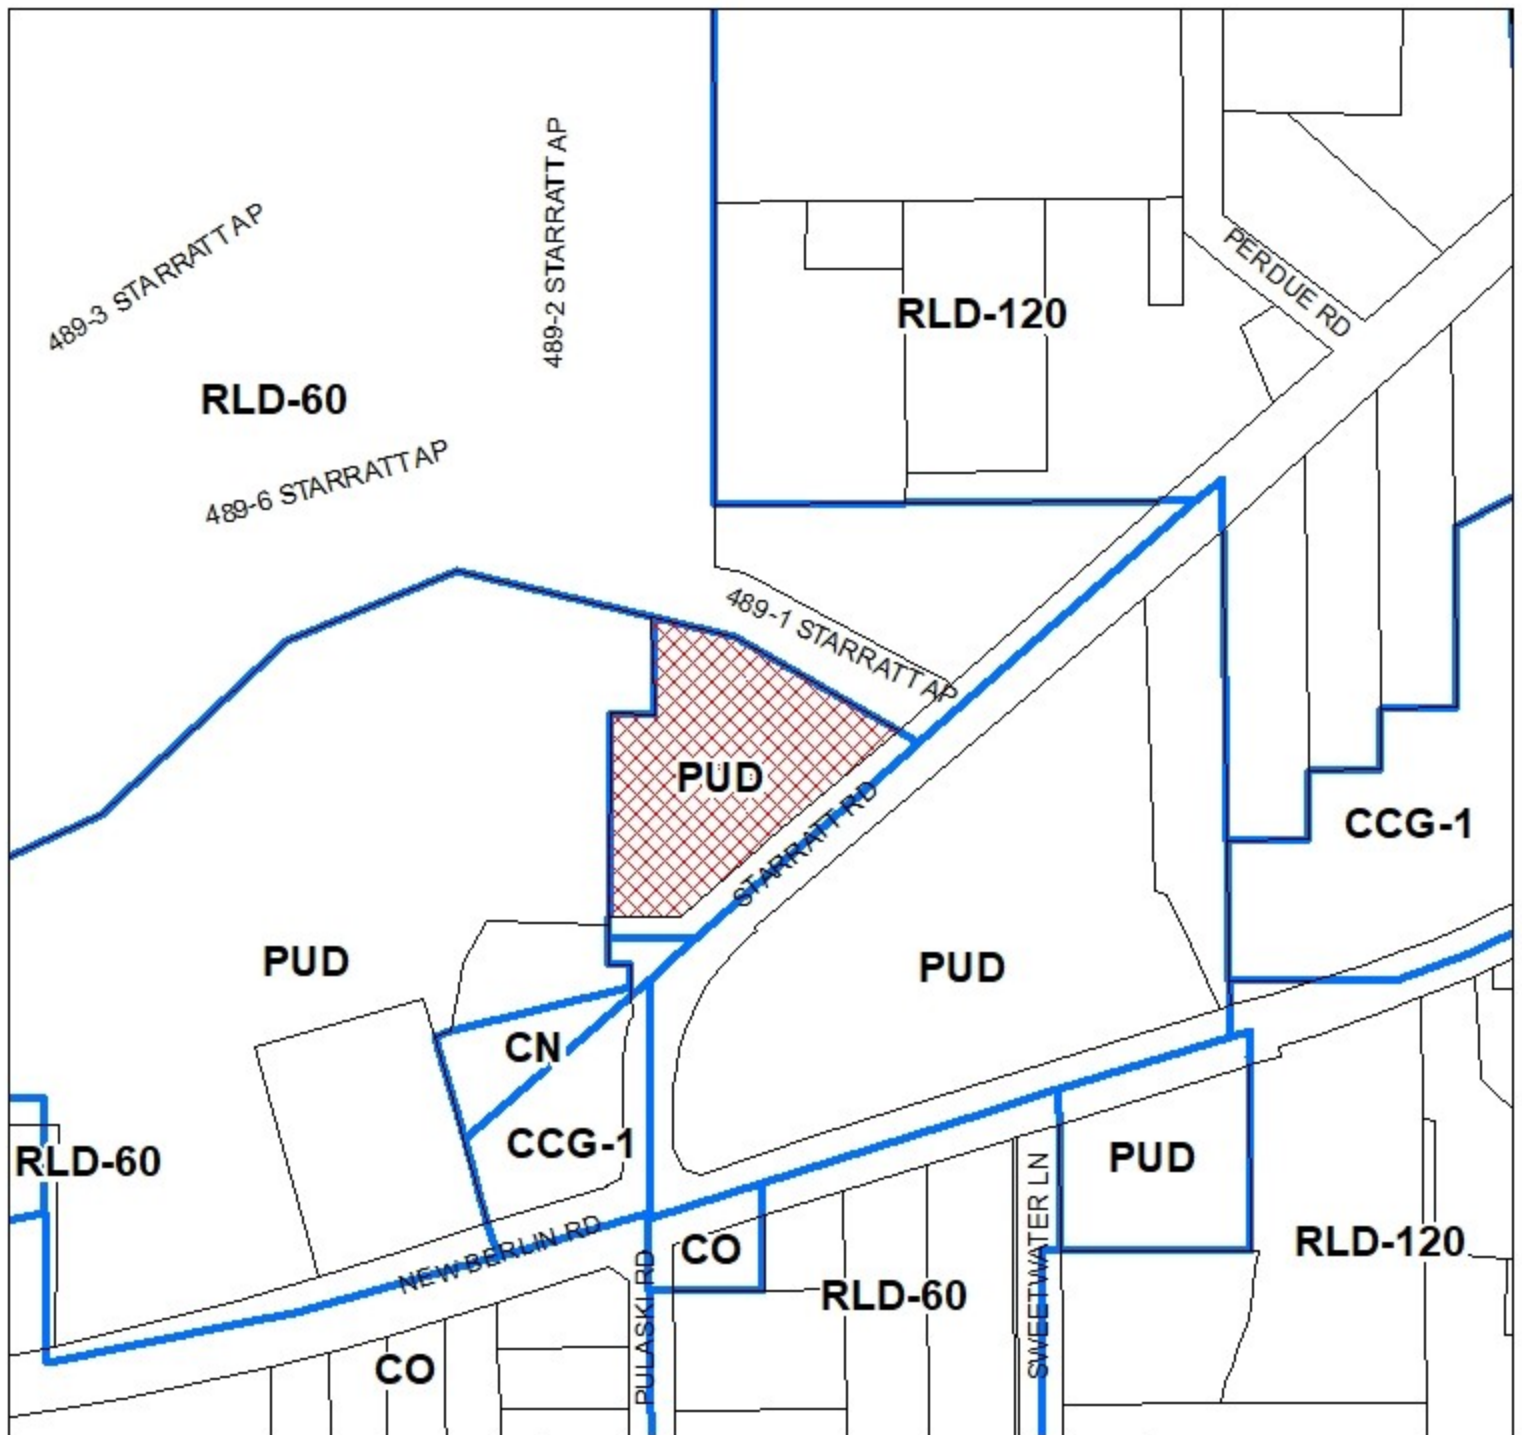 489-3 STARRATT AP
489-2 STARRATT AP
PERDUE RD
RLD-120
RLD-60
489-6 STARRATT AP
489-1 STARRATT AP
PUD
STARRATT RD
CCG-1
PUD
PUD
CN
CCG-1
RLD-60
PUD
SWEETWATER LN
NEW BERLIN RD
CO
PULASKI RD
RLD-60
RLD-120
CO